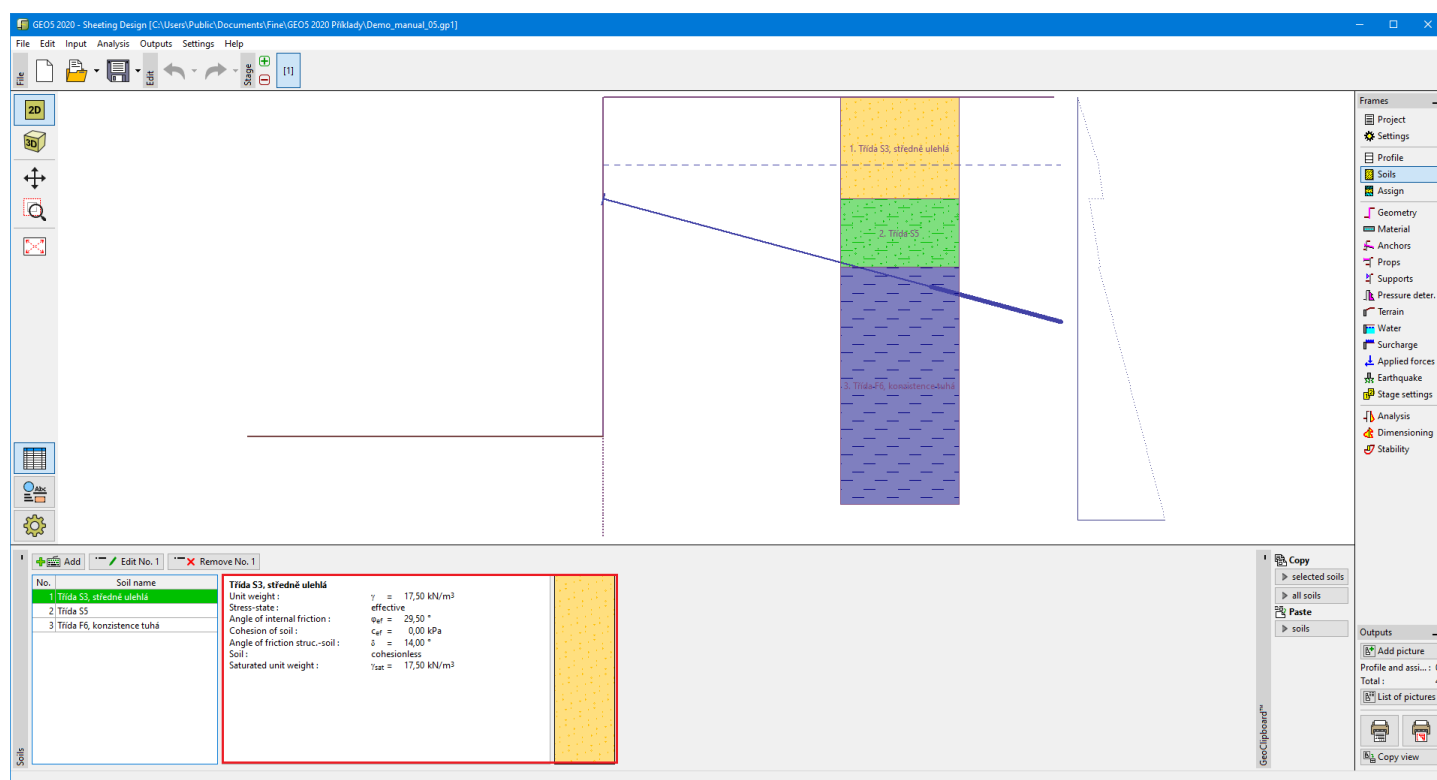 GEO5 2020 - Sheeting Design [C:\Users\Public\Documents\Fine\GEO5 2020 Příklady\Demo_manual_05.gp1]
File Edit Input Analysis Outputs Settings Help
File
Edit
Stage
[1]
2D
3D
Abc
1. Třída S3, středně ulehlá
2. Třída S5
3. Třída F6, konzistence tuhá
Frames
Project
Settings
Profile
Soils
Assign
Geometry
Material
Anchors
Props
Supports
Pressure deter.
Terrain
Water
Surcharge
Applied forces
Earthquake
Stage settings
Analysis
Dimensioning
Stability
Soils
Add Edit No. 1 Remove No. 1
No. Soil name
1 Třída S3, středně ulehlá
2 Třída S5
3 Třída F6, konzistence tuhá
Třída S3, středně ulehlá
Unit weight : γ = 17,50 kN/m³
Stress-state : effective
Angle of internal friction : φef = 29,50 °
Cohesion of soil : cef = 0,00 kPa
Angle of friction struc.-soil : δ = 14,00 °
Soil : cohesionless
Saturated unit weight : γsat = 17,50 kN/m³
GeoClipboard™
Copy
selected soils
all soils
Paste
soils
Outputs
Add picture
Profile and assi... :
Total :
List of pictures
Copy view